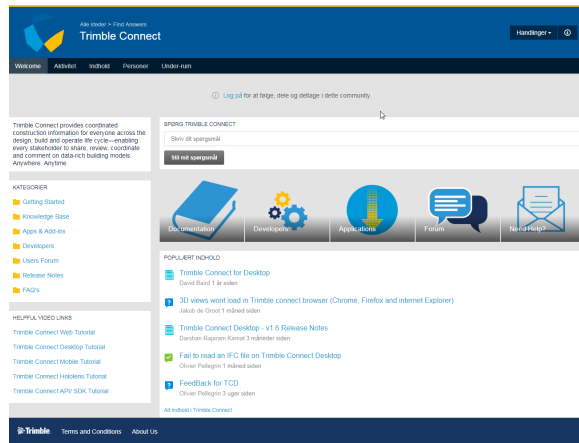 Alle steder > Find Answers
Trimble Connect
Handlinger
Welcome Aktivitet Indhold Personer Under-rum
Log på for at følge, dele og deltage i dette community.
Trimble Connect provides coordinated
construction information for everyone across the
design, build and operate life cycle—enabling
every stakeholder to share, review, coordinate
and comment on data-rich building models.
Anywhere. Anytime.
KATEGORIER
Getting Started
Knowledge Base
Apps & Add-ins
Developers
Users Forum
Release Notes
FAQ's
HELPFUL VIDEO LINKS
Trimble Connect Web Tutorial
Trimble Connect Desktop Tutorial
Trimble Connect Mobile Tutorial
Trimble Connect Hololens Tutorial
Trimble Connect API/ SDK Tutorial
SPØRG TRIMBLE CONNECT
Skriv dit spørgsmål
Stil mit spørgsmål
Documentation
Developers
Applications
Forum
Need Help?
POPULÆRT INDHOLD
Trimble Connect for Desktop
David Baird 1 år siden
3D views wont load in Trimble connect browser (Chrome, Firefox and internet Explorer)
Jakob de Groot 1 måned siden
Trimble Connect Desktop - v1.6 Release Notes
Darshan Rajaram Kamat 3 måneder siden
Fail to read an IFC file on Trimble Connect Desktop
Olivier Pellegrin 1 måned siden
FeedBack for TCD
Olivier Pellegrin 3 uger siden
Alt indhold i Trimble Connect
Trimble Terms and Conditions About Us